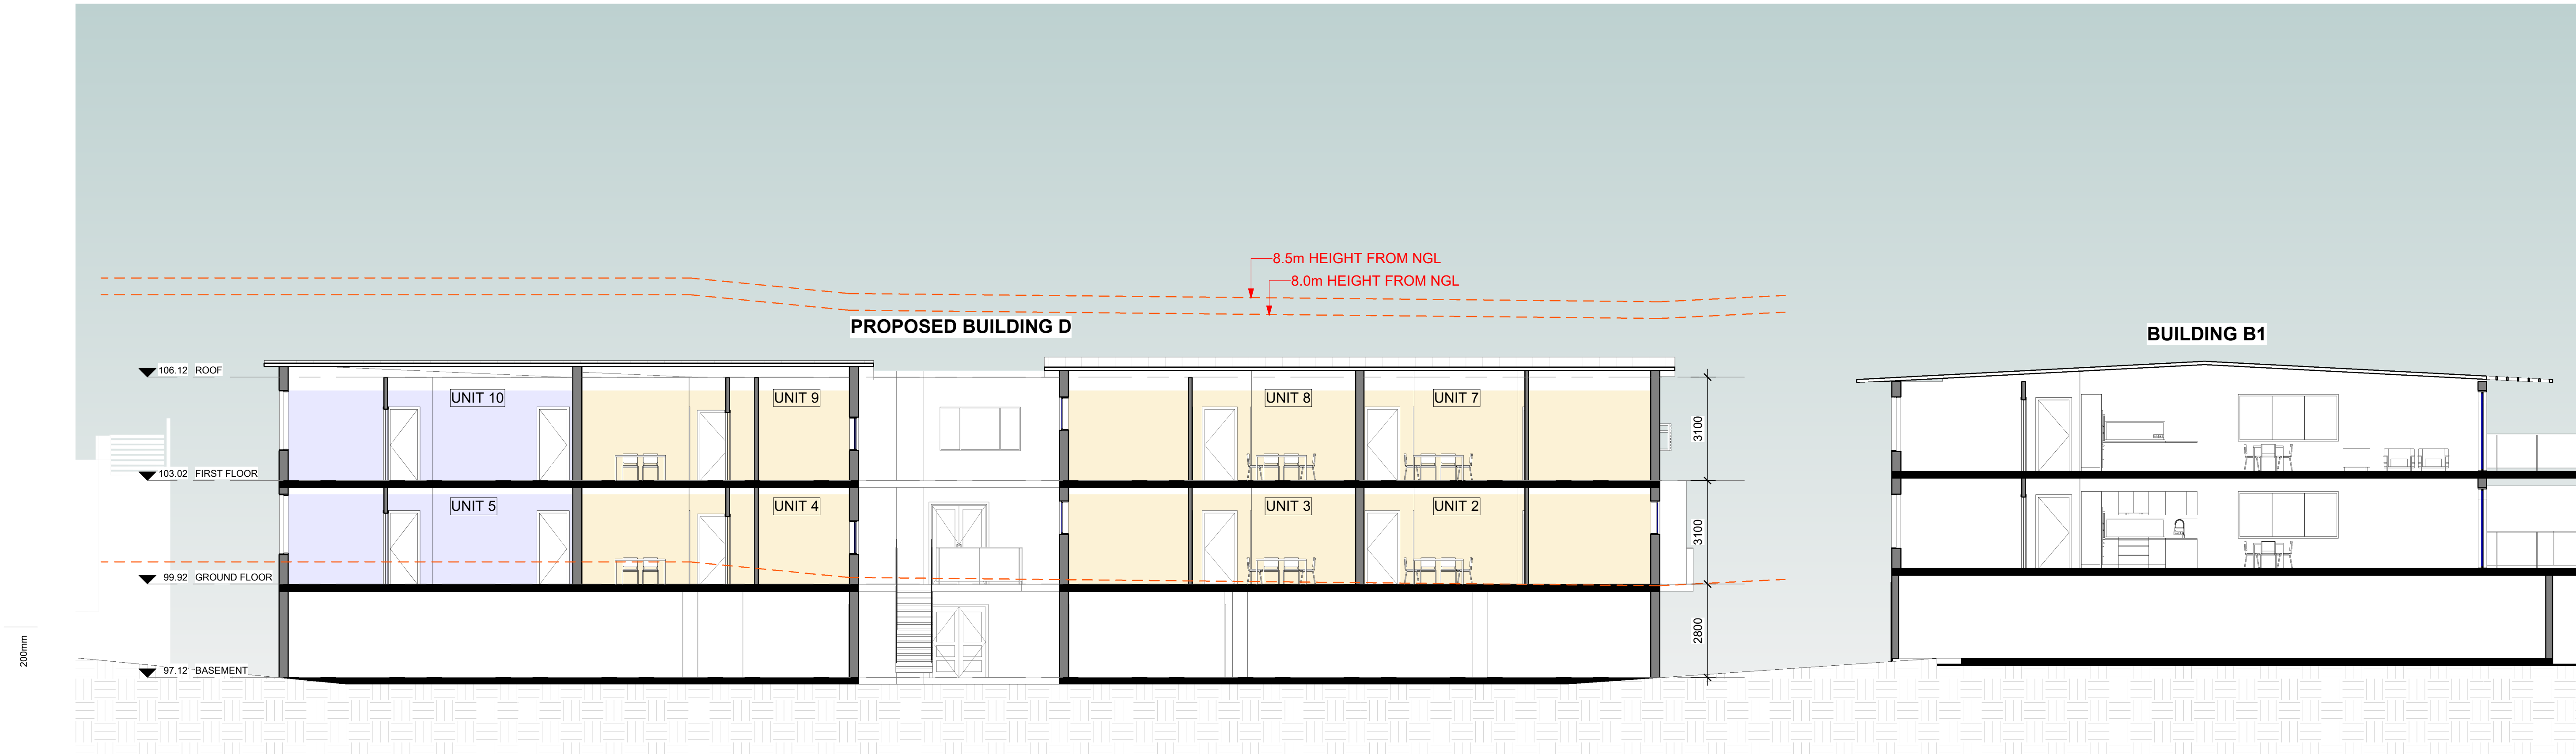 8.5m HEIGHT FROM NGL
8.0m HEIGHT FROM NGL
PROPOSED BUILDING D
BUILDING B1
106.12 ROOF
UNIT 10
UNIT 9
UNIT 8
UNIT 7
3100
103.02 FIRST FLOOR
UNIT 5
UNIT 4
UNIT 3
UNIT 2
3100
99.92 GROUND FLOOR
2800
200mm
97.12 BASEMENT